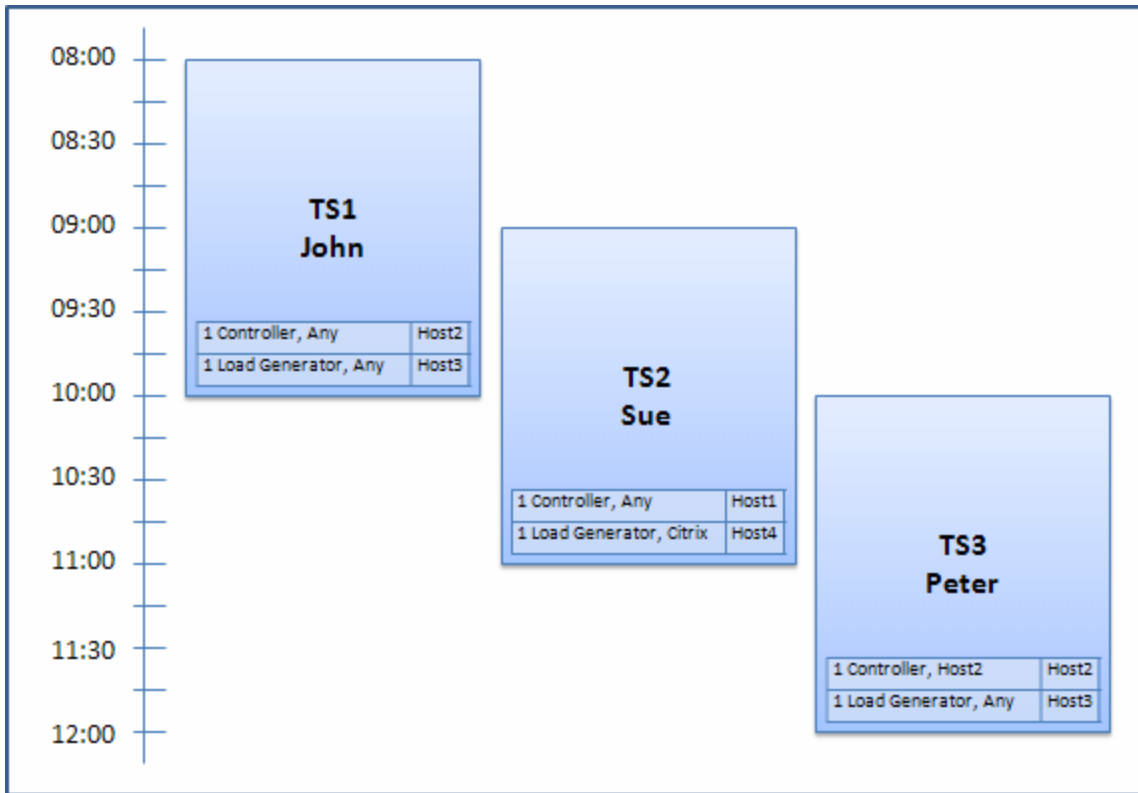 08:00
08:30
09:00
09:30
10:00
10:30
11:00
11:30
12:00
TS1
John
1 Controller, Any Host2
1 Load Generator, Any Host3
TS2
Sue
1 Controller, Any Host1
1 Load Generator, Citrix Host4
TS3
Peter
1 Controller, Host2 Host2
1 Load Generator, Any Host3